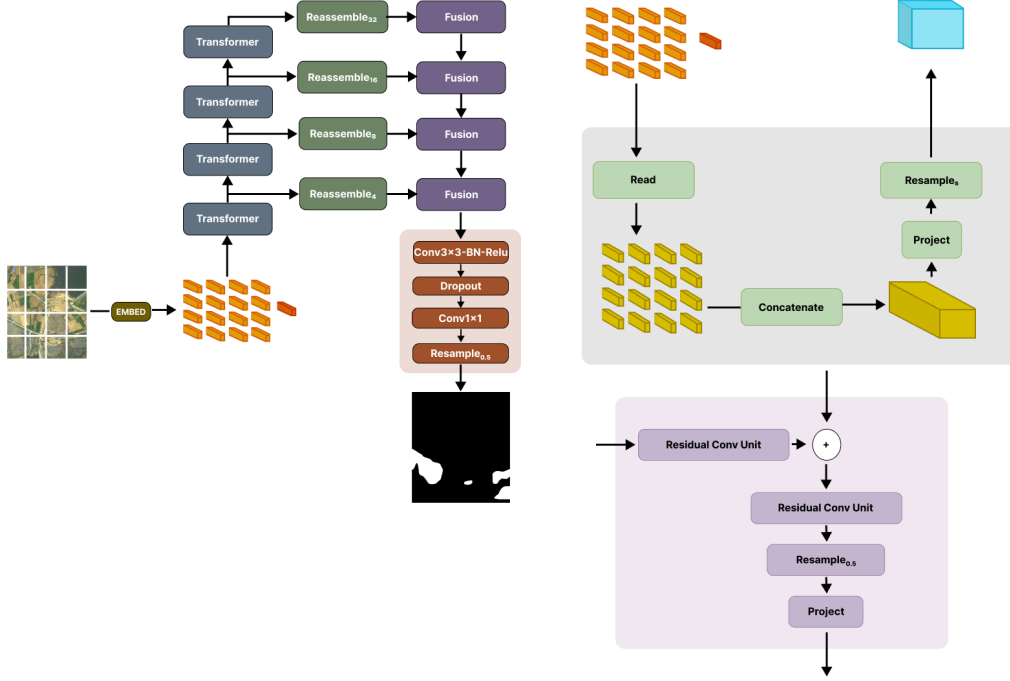 Reassemble₃₂
Fusion
Transformer
Reassemble₁₆
Fusion
Transformer
Reassemble₈
Fusion
Transformer
Reassemble₄
Fusion
Transformer
EMBED
Conv3×3-BN-Relu
Dropout
Conv1×1
Resample₀.₅
Read
Resampleₛ
Project
Concatenate
Residual Conv Unit
+
Residual Conv Unit
Resample₀.₅
Project